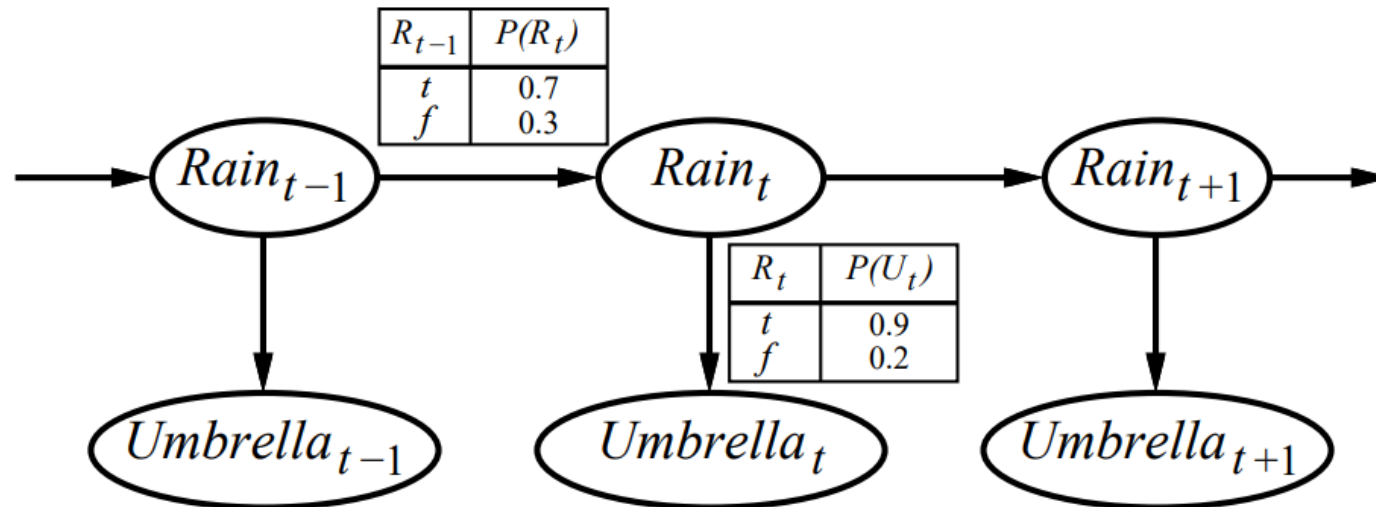 R_{t-1} P(R_t)
t 0.7
f 0.3
Rain_{t-1} Rain_t Rain_{t+1}
R_t P(U_t)
t 0.9
f 0.2
Umbrella_{t-1} Umbrella_t Umbrella_{t+1}